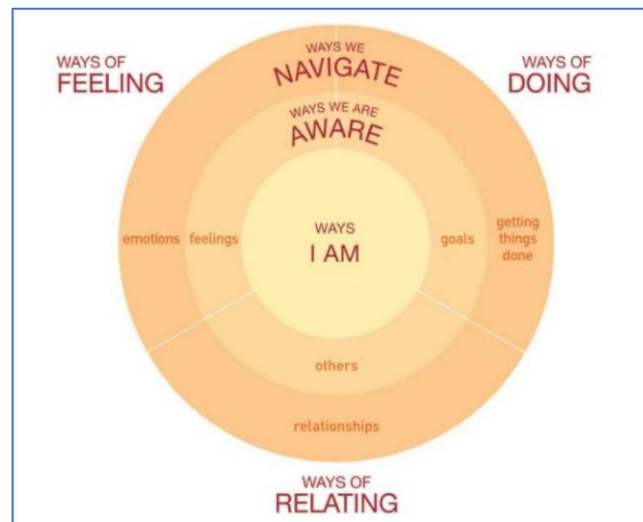 WAYS OF
FEELING
WAYS WE
NAVIGATE
WAYS OF
DOING
WAYS WE ARE
AWARE
WAYS
I AM
emotions
feelings
goals
getting
things
done
others
relationships
WAYS OF
RELATING